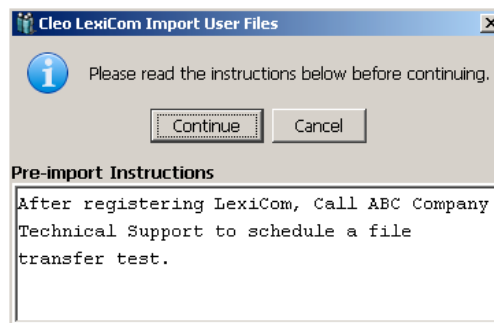 Cleo LexiCom Import User Files
Please read the instructions below before continuing.
Continue Cancel
Pre-import Instructions
After registering LexiCom, Call ABC Company
Technical Support to schedule a file
transfer test.